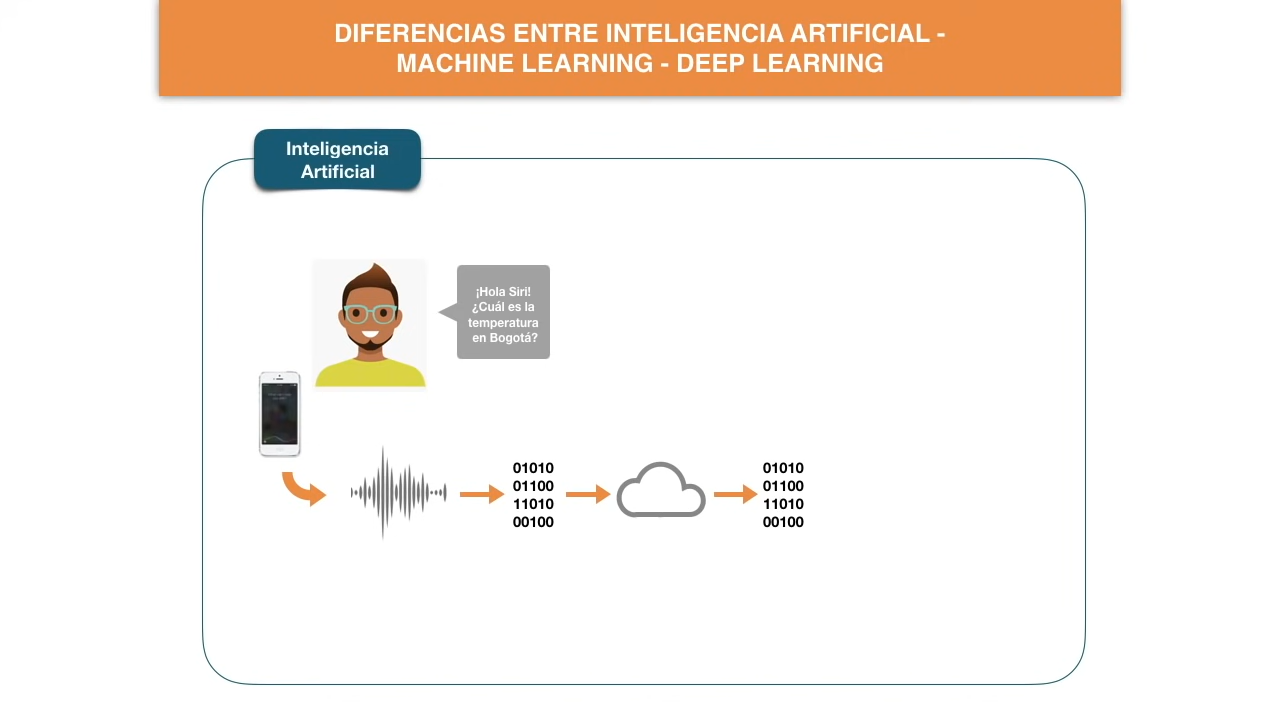 DIFERENCIAS ENTRE INTELIGENCIA ARTIFICIAL -
MACHINE LEARNING - DEEP LEARNING
Inteligencia
Artificial
¡Hola Siri!
¿Cuál es la
temperatura
en Bogotá?
01010
01100
11010
00100
01010
01100
11010
00100